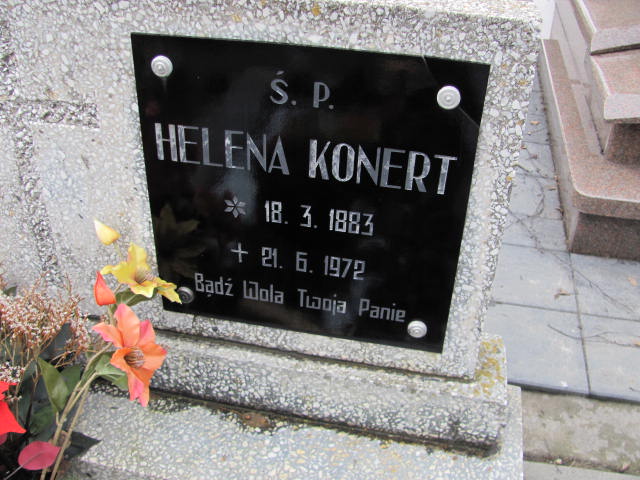 Ś. P.
HELENA KONERT
* 18. 3. 1883
+ 21. 6. 1972
Bądź Wola Twoja Panie